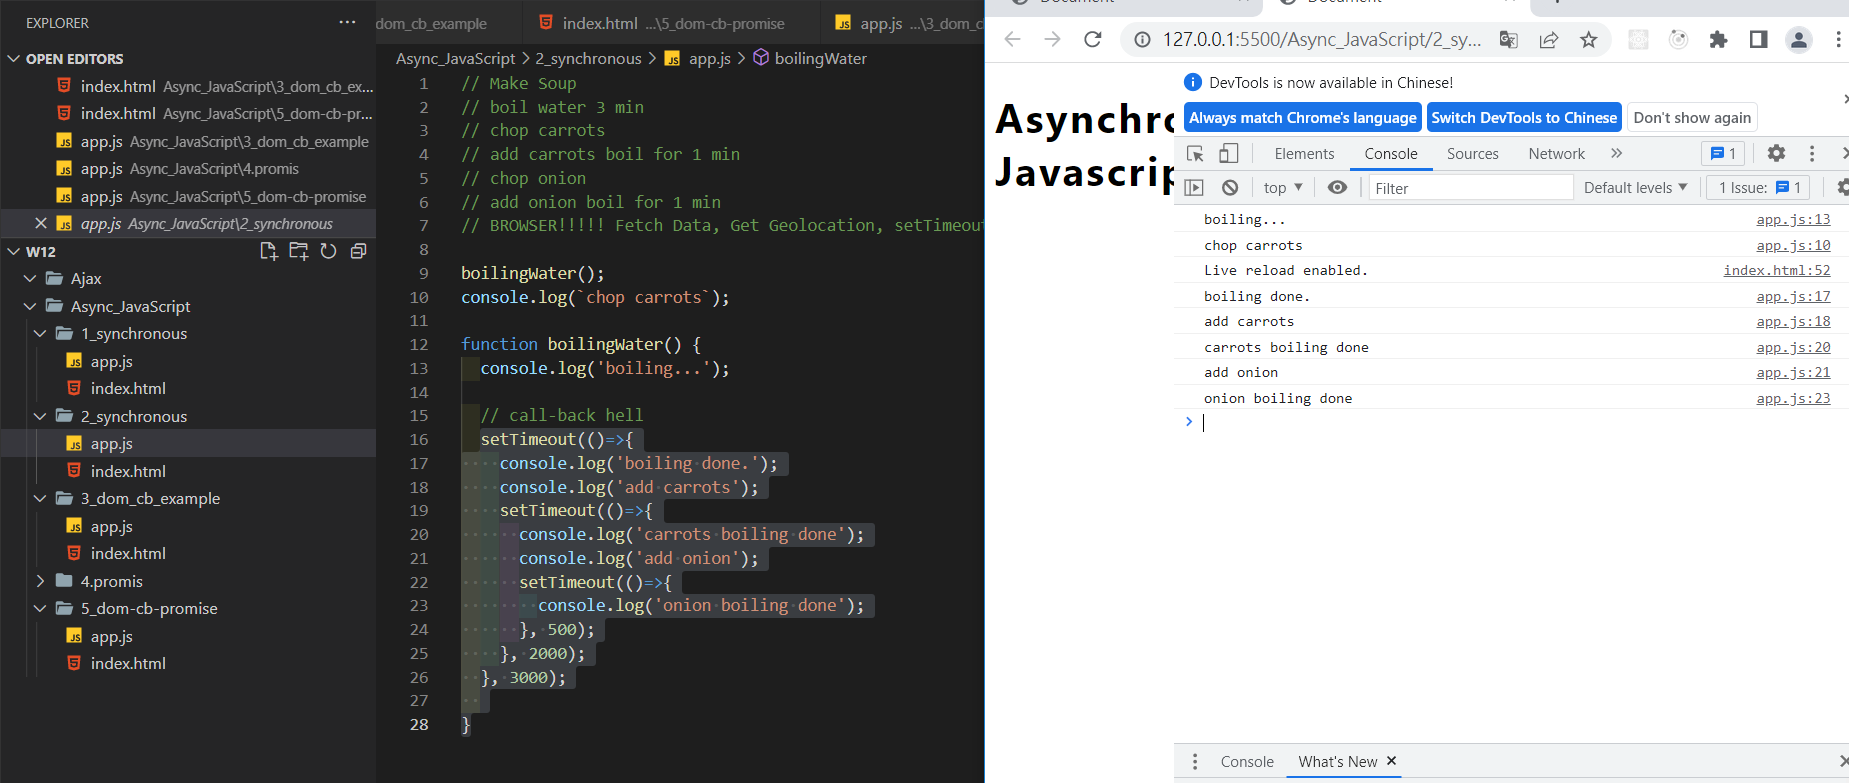 EXPLORER
OPEN EDITORS
index.html Async_JavaScript\3_dom_cb_ex...
index.html Async_JavaScript\5_dom-cb-pr...
app.js Async_JavaScript\3_dom_cb_example
app.js Async_JavaScript\4.promis
app.js Async_JavaScript\5_dom-cb-promise
app.js Async_JavaScript\2_synchronous
W12
Ajax
Async_JavaScript
1_synchronous
app.js
index.html
2_synchronous
app.js
index.html
3_dom_cb_example
app.js
index.html
4.promis
5_dom-cb-promise
app.js
index.html
dom_cb_example
index.html ...\5_dom-cb-promise
app.js ...\3_dom_c
Async_JavaScript > 2_synchronous > JS app.js > boilingWater
1 // Make Soup
2 // boil water 3 min
3 // chop carrots
4 // add carrots boil for 1 min
5 // chop onion
6 // add onion boil for 1 min
7 // BROWSER!!!!! Fetch Data, Get Geolocation, setTimeout
8
9 boilingWater();
10 console.log(`chop carrots`);
11
12 function boilingWater() {
13 console.log('boiling...');
14
15 // call-back hell
16 setTimeout(()=>{
17 console.log('boiling done.');
18 console.log('add carrots');
19 setTimeout(()=>{
20 console.log('carrots boiling done');
21 console.log('add onion');
22 setTimeout(()=>{
23 console.log('onion boiling done');
24 }, 500);
25 }, 2000);
26 }, 3000);
27
28 }
Document
Document
127.0.0.1:5500/Async_JavaScript/2_sy...
Asynchro
Javascrip
DevTools is now available in Chinese!
Always match Chrome's language
Switch DevTools to Chinese
Don't show again
Elements Console Sources Network » 1
top Filter Default levels 1 Issue: 1
boiling... app.js:13
chop carrots app.js:10
Live reload enabled. index.html:52
boiling done. app.js:17
add carrots app.js:18
carrots boiling done app.js:20
add onion app.js:21
onion boiling done app.js:23
Console What's New